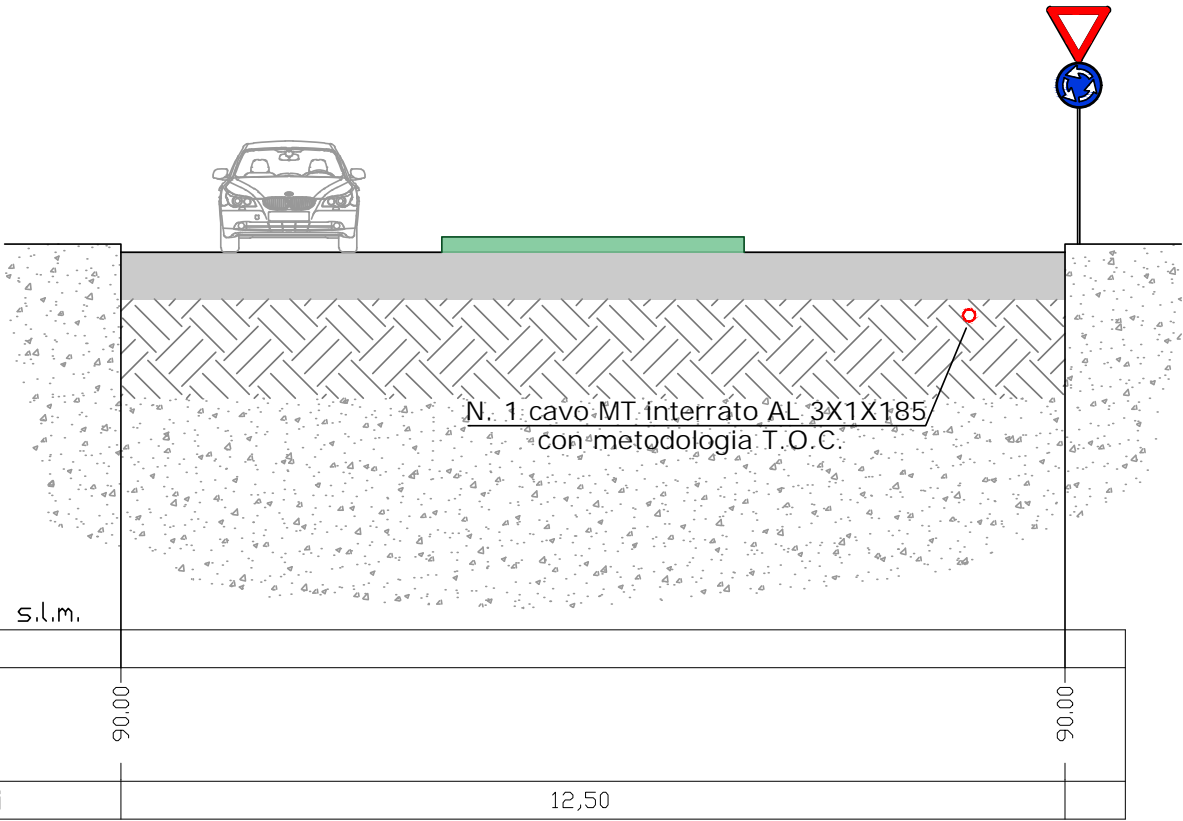 N. 1 cavo MT interrato AL 3X1X185
con metodologia T.O.C.
s.l.m.
90.00
90.00
12,50